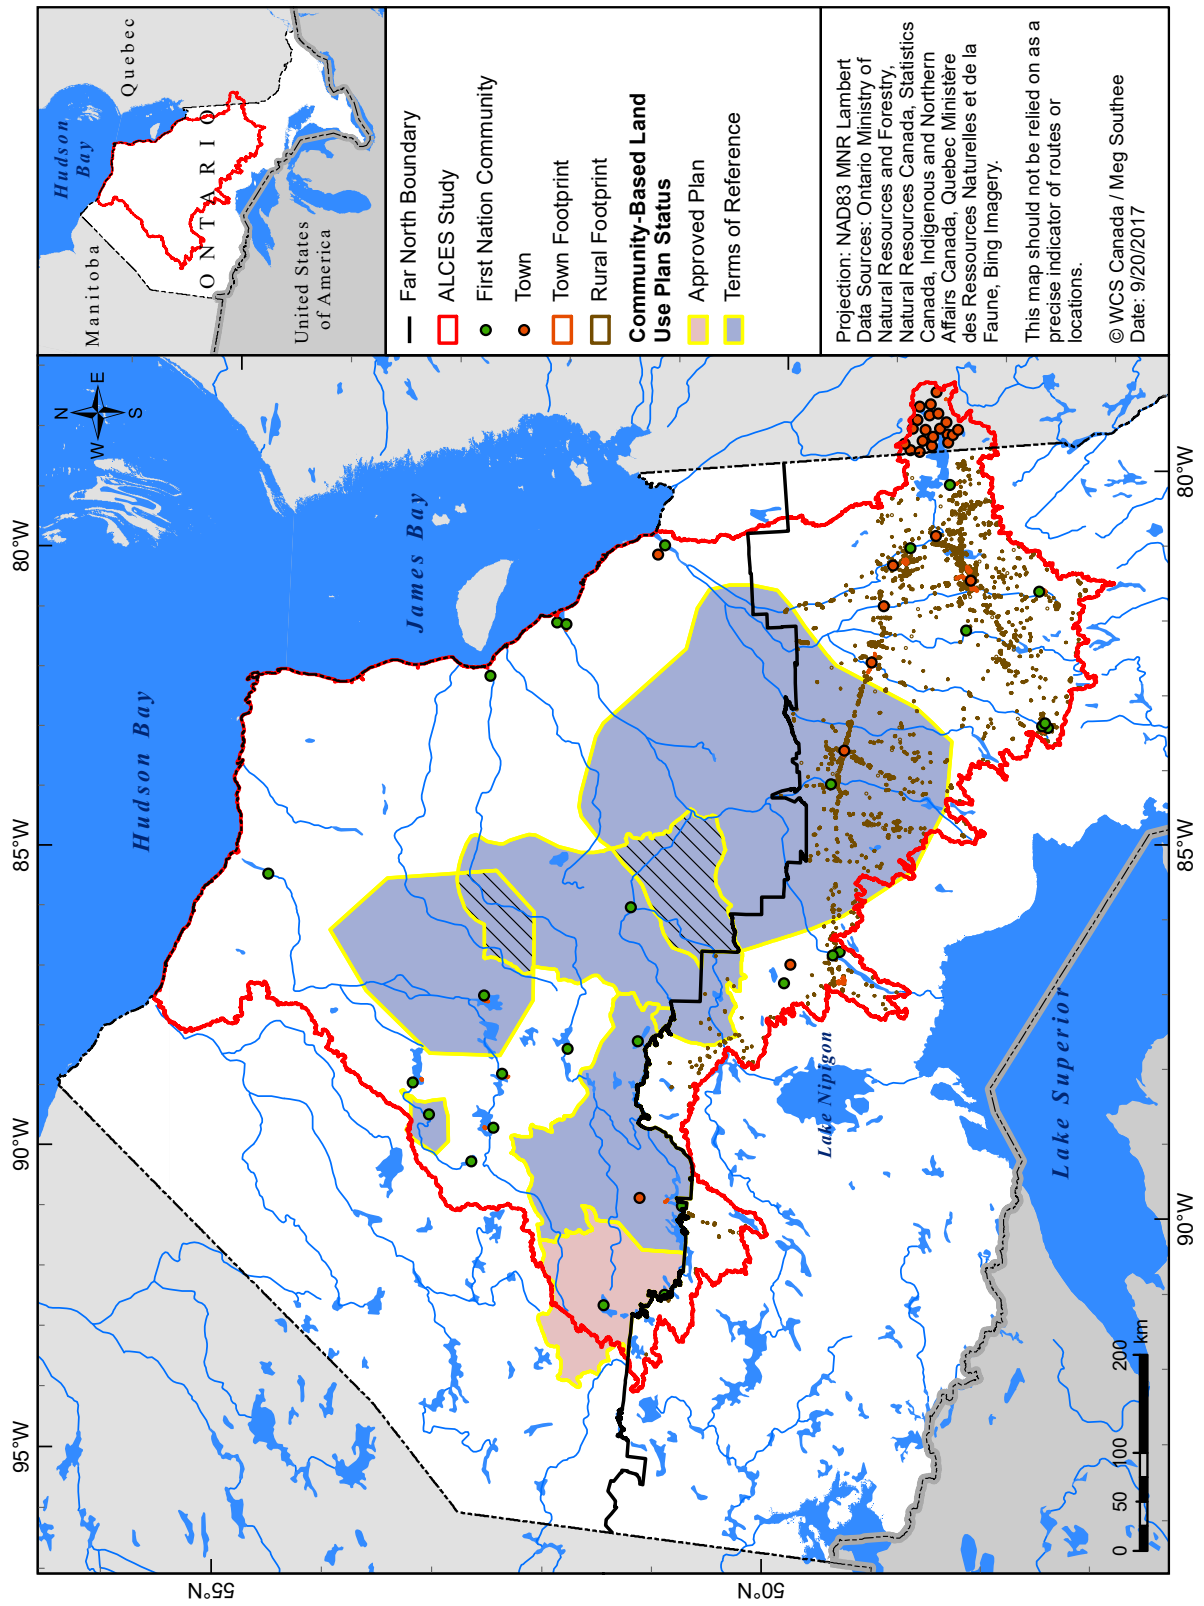 80°W
85°W
90°W
95°W
55°N
50°N
80°W
85°W
90°W
N
E
S
W
Hudson Bay
James Bay
Lake Nipigon
Lake Superior
0 50 100 200
km
Hudson
Bay
Quebec
Manitoba
ONTARIO
United States
of America
Far North Boundary
ALCES Study
First Nation Community
Town
Town Footprint
Rural Footprint
Community-Based Land
Use Plan Status
Approved Plan
Terms of Reference
Projection: NAD83 MNR Lambert
Data Sources: Ontario Ministry of
Natural Resources and Forestry,
Natural Resources Canada, Statistics
Canada, Indigenous and Northern
Affairs Canada, Quebec Ministère
des Ressources Naturelles et de la
Faune, Bing Imagery.
This map should not be relied on as a
precise indicator of routes or
locations.
© WCS Canada / Meg Southee
Date: 9/20/2017